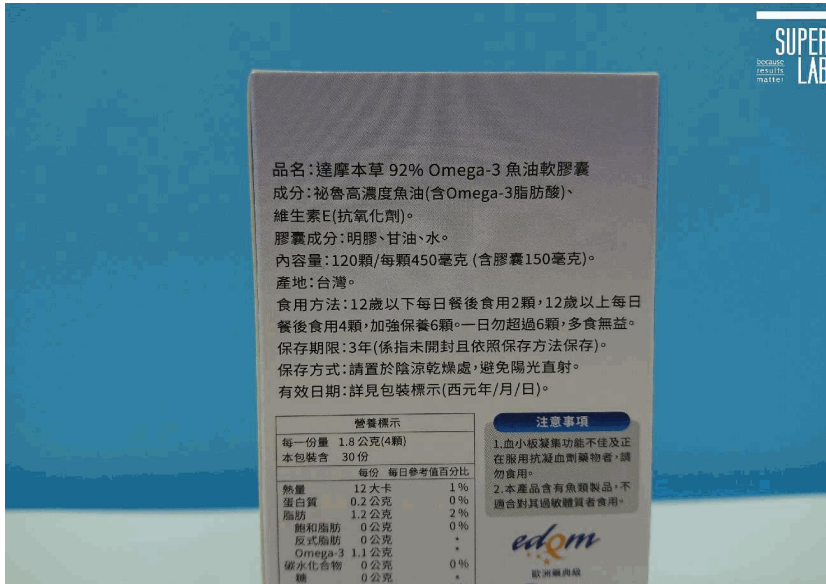 SUPER
LAB
because
results
matter
品名：達摩本草 92% Omega-3 魚油軟膠囊
成分：祕魯高濃度魚油(含Omega-3脂肪酸)、
維生素E(抗氧化劑)。
膠囊成分：明膠、甘油、水。
內容量：120顆/每顆450毫克 (含膠囊150毫克)。
產地：台灣。
食用方法：12歲以下每日餐後食用2顆，12歲以上每日
餐後食用4顆，加強保養6顆。一日勿超過6顆，多食無益。
保存期限：3年(係指未開封且依照保存方法保存)。
保存方式：請置於陰涼乾燥處，避免陽光直射。
有效日期：詳見包裝標示(西元年/月/日)。
營養標示
每一份量 1.8 公克(4顆)
本包裝含 30 份
每份 每日參考值百分比
熱量 12 大卡 1 %
蛋白質 0.2 公克 0 %
脂肪 1.2 公克 2 %
飽和脂肪 0 公克 0 %
反式脂肪 0 公克 *
Omega-3 1.1 公克 *
碳水化合物 0 公克 0 %
糖 0 公克 *
注意事項
1.血小板凝集功能不佳及正
在服用抗凝血劑藥物者，請
勿食用。
2.本產品含有魚類製品，不
適合對其過敏體質者食用。
edqm
歐洲藥典級